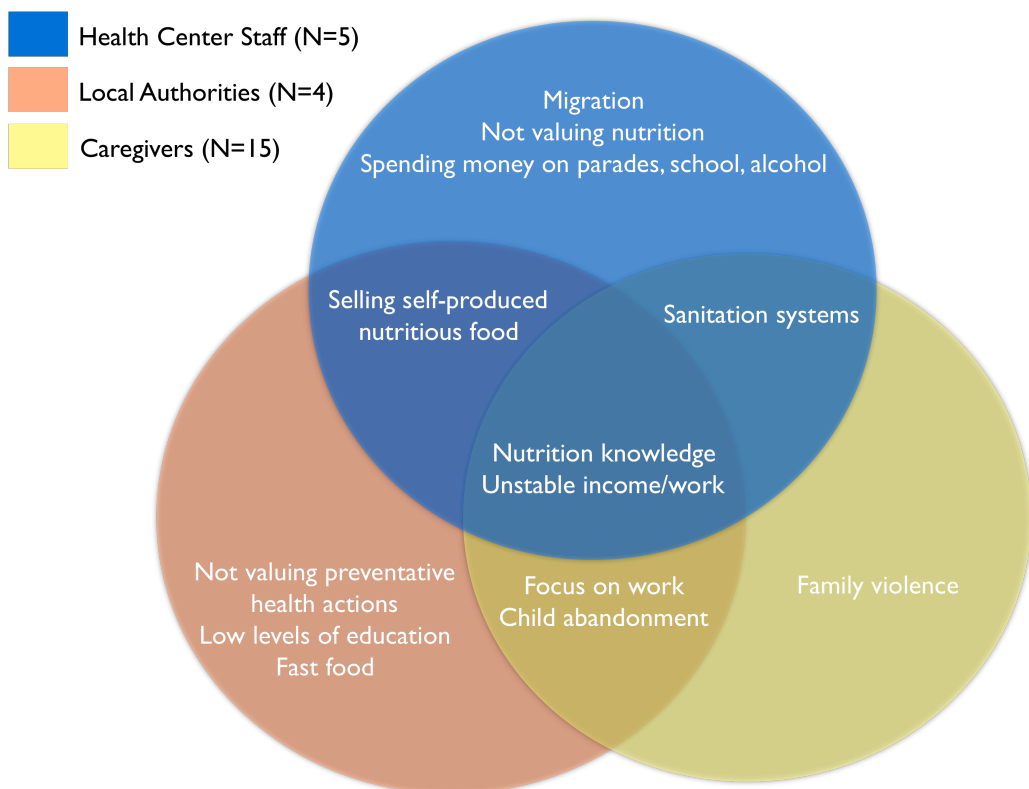 Health Center Staff (N=5)
Local Authorities (N=4)
Caregivers (N=15)
Migration
Not valuing nutrition
Spending money on parades, school, alcohol
Selling self-produced
nutritious food
Sanitation systems
Nutrition knowledge
Unstable income/work
Not valuing preventative
health actions
Low levels of education
Fast food
Focus on work
Child abandonment
Family violence